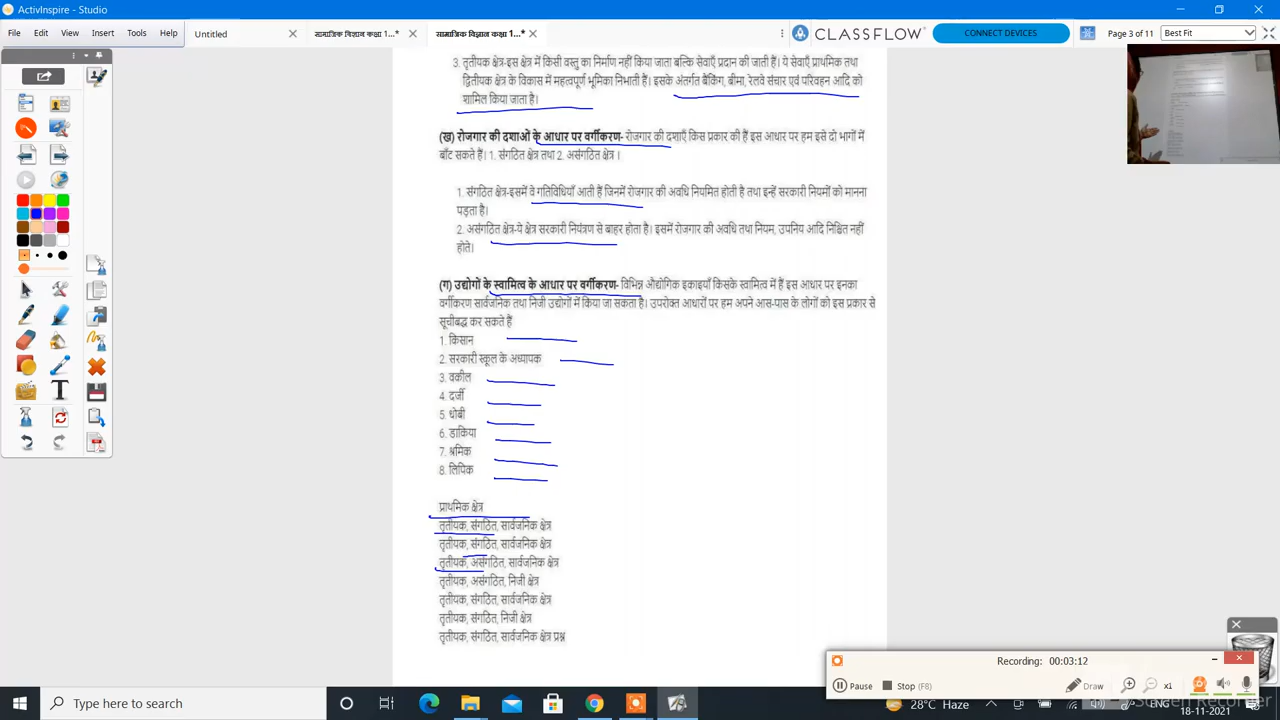 ActivInspire - Studio
File Edit View Insert Tools Help
Untitled
सामाजिक विज्ञान कक्षा 1...*
सामाजिक विज्ञान कक्षा 1...*
CLASSFLOW
CONNECT DEVICES
Page 3 of 11
Best Fit
3. तृतीयक क्षेत्र-इस क्षेत्र में किसी वस्तु का निर्माण नहीं किया जाता बल्कि सेवाएँ प्रदान की जाती हैं। ये सेवाएँ प्राथमिक तथा
द्वितीयक क्षेत्र के विकास में महत्वपूर्ण भूमिका निभाती हैं। इसके अंतर्गत बैंकिंग, बीमा, रेलवे संचार एवं परिवहन आदि को
शामिल किया जाता है।
(ख) रोजगार की दशाओं के आधार पर वर्गीकरण- रोजगार की दशाएँ किस प्रकार की हैं इस आधार पर हम इसे दो भागों में
बाँट सकते हैं। 1. संगठित क्षेत्र तथा 2. असंगठित क्षेत्र ।
1. संगठित क्षेत्र-इसमें वे गतिविधियाँ आती हैं जिनमें रोजगार की अवधि नियमित होती है तथा इन्हें सरकारी नियमों को मानना
पड़ता है।
2. असंगठित क्षेत्र-ये क्षेत्र सरकारी नियंत्रण से बाहर होता है। इसमें रोजगार की अवधि तथा नियम, उपनिय आदि निश्चित नहीं
होते।
(ग) उद्योगों के स्वामित्व के आधार पर वर्गीकरण- विभिन्न औद्योगिक इकाइयाँ किसके स्वामित्व में हैं इस आधार पर इनका
वर्गीकरण सार्वजनिक तथा निजी उद्योगों में किया जा सकता है। उपरोक्त आधारों पर हम अपने आस-पास के लोगों को इस प्रकार से
सूचीबद्ध कर सकते हैं
1. किसान
2. सरकारी स्कूल के अध्यापक
3. वकील
4. दर्जी
5. धोबी
6. डाकिया
7. श्रमिक
8. लिपिक
प्राथमिक क्षेत्र
तृतीयक, संगठित, सार्वजनिक क्षेत्र
तृतीयक, संगठित, सार्वजनिक क्षेत्र
तृतीयक, असंगठित, सार्वजनिक क्षेत्र
तृतीयक, असंगठित, निजी क्षेत्र
तृतीयक, संगठित, सार्वजनिक क्षेत्र
तृतीयक, संगठित, निजी क्षेत्र
तृतीयक, संगठित, सार्वजनिक क्षेत्र प्रश्न
Recording: 00:03:12
Pause Stop (F8) Draw x1
Type here to search
28°C Haze
ENG
18-11-2021
Screen Recorder